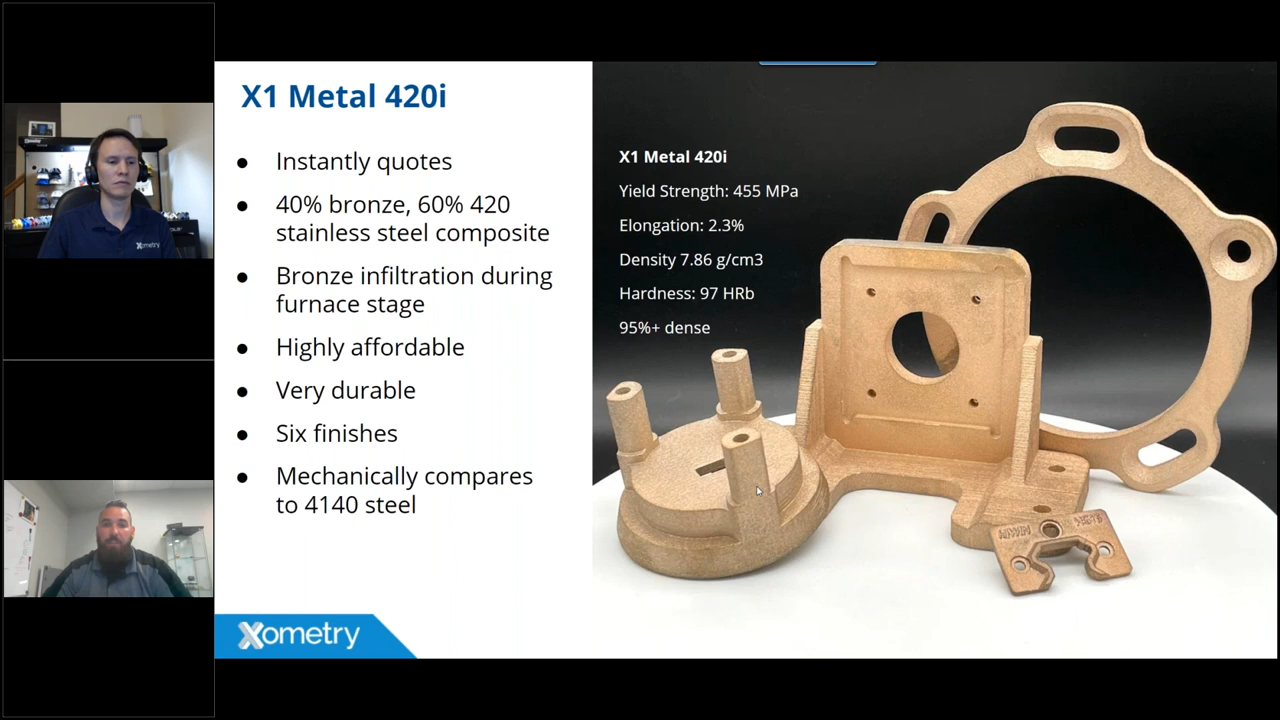 X1 Metal 420i
Instantly quotes
40% bronze, 60% 420
stainless steel composite
Bronze infiltration during
furnace stage
Highly affordable
Very durable
Six finishes
Mechanically compares
to 4140 steel
Xometry
X1 Metal 420i
Yield Strength: 455 MPa
Elongation: 2.3%
Density 7.86 g/cm3
Hardness: 97 HRb
95%+ dense
Xometry